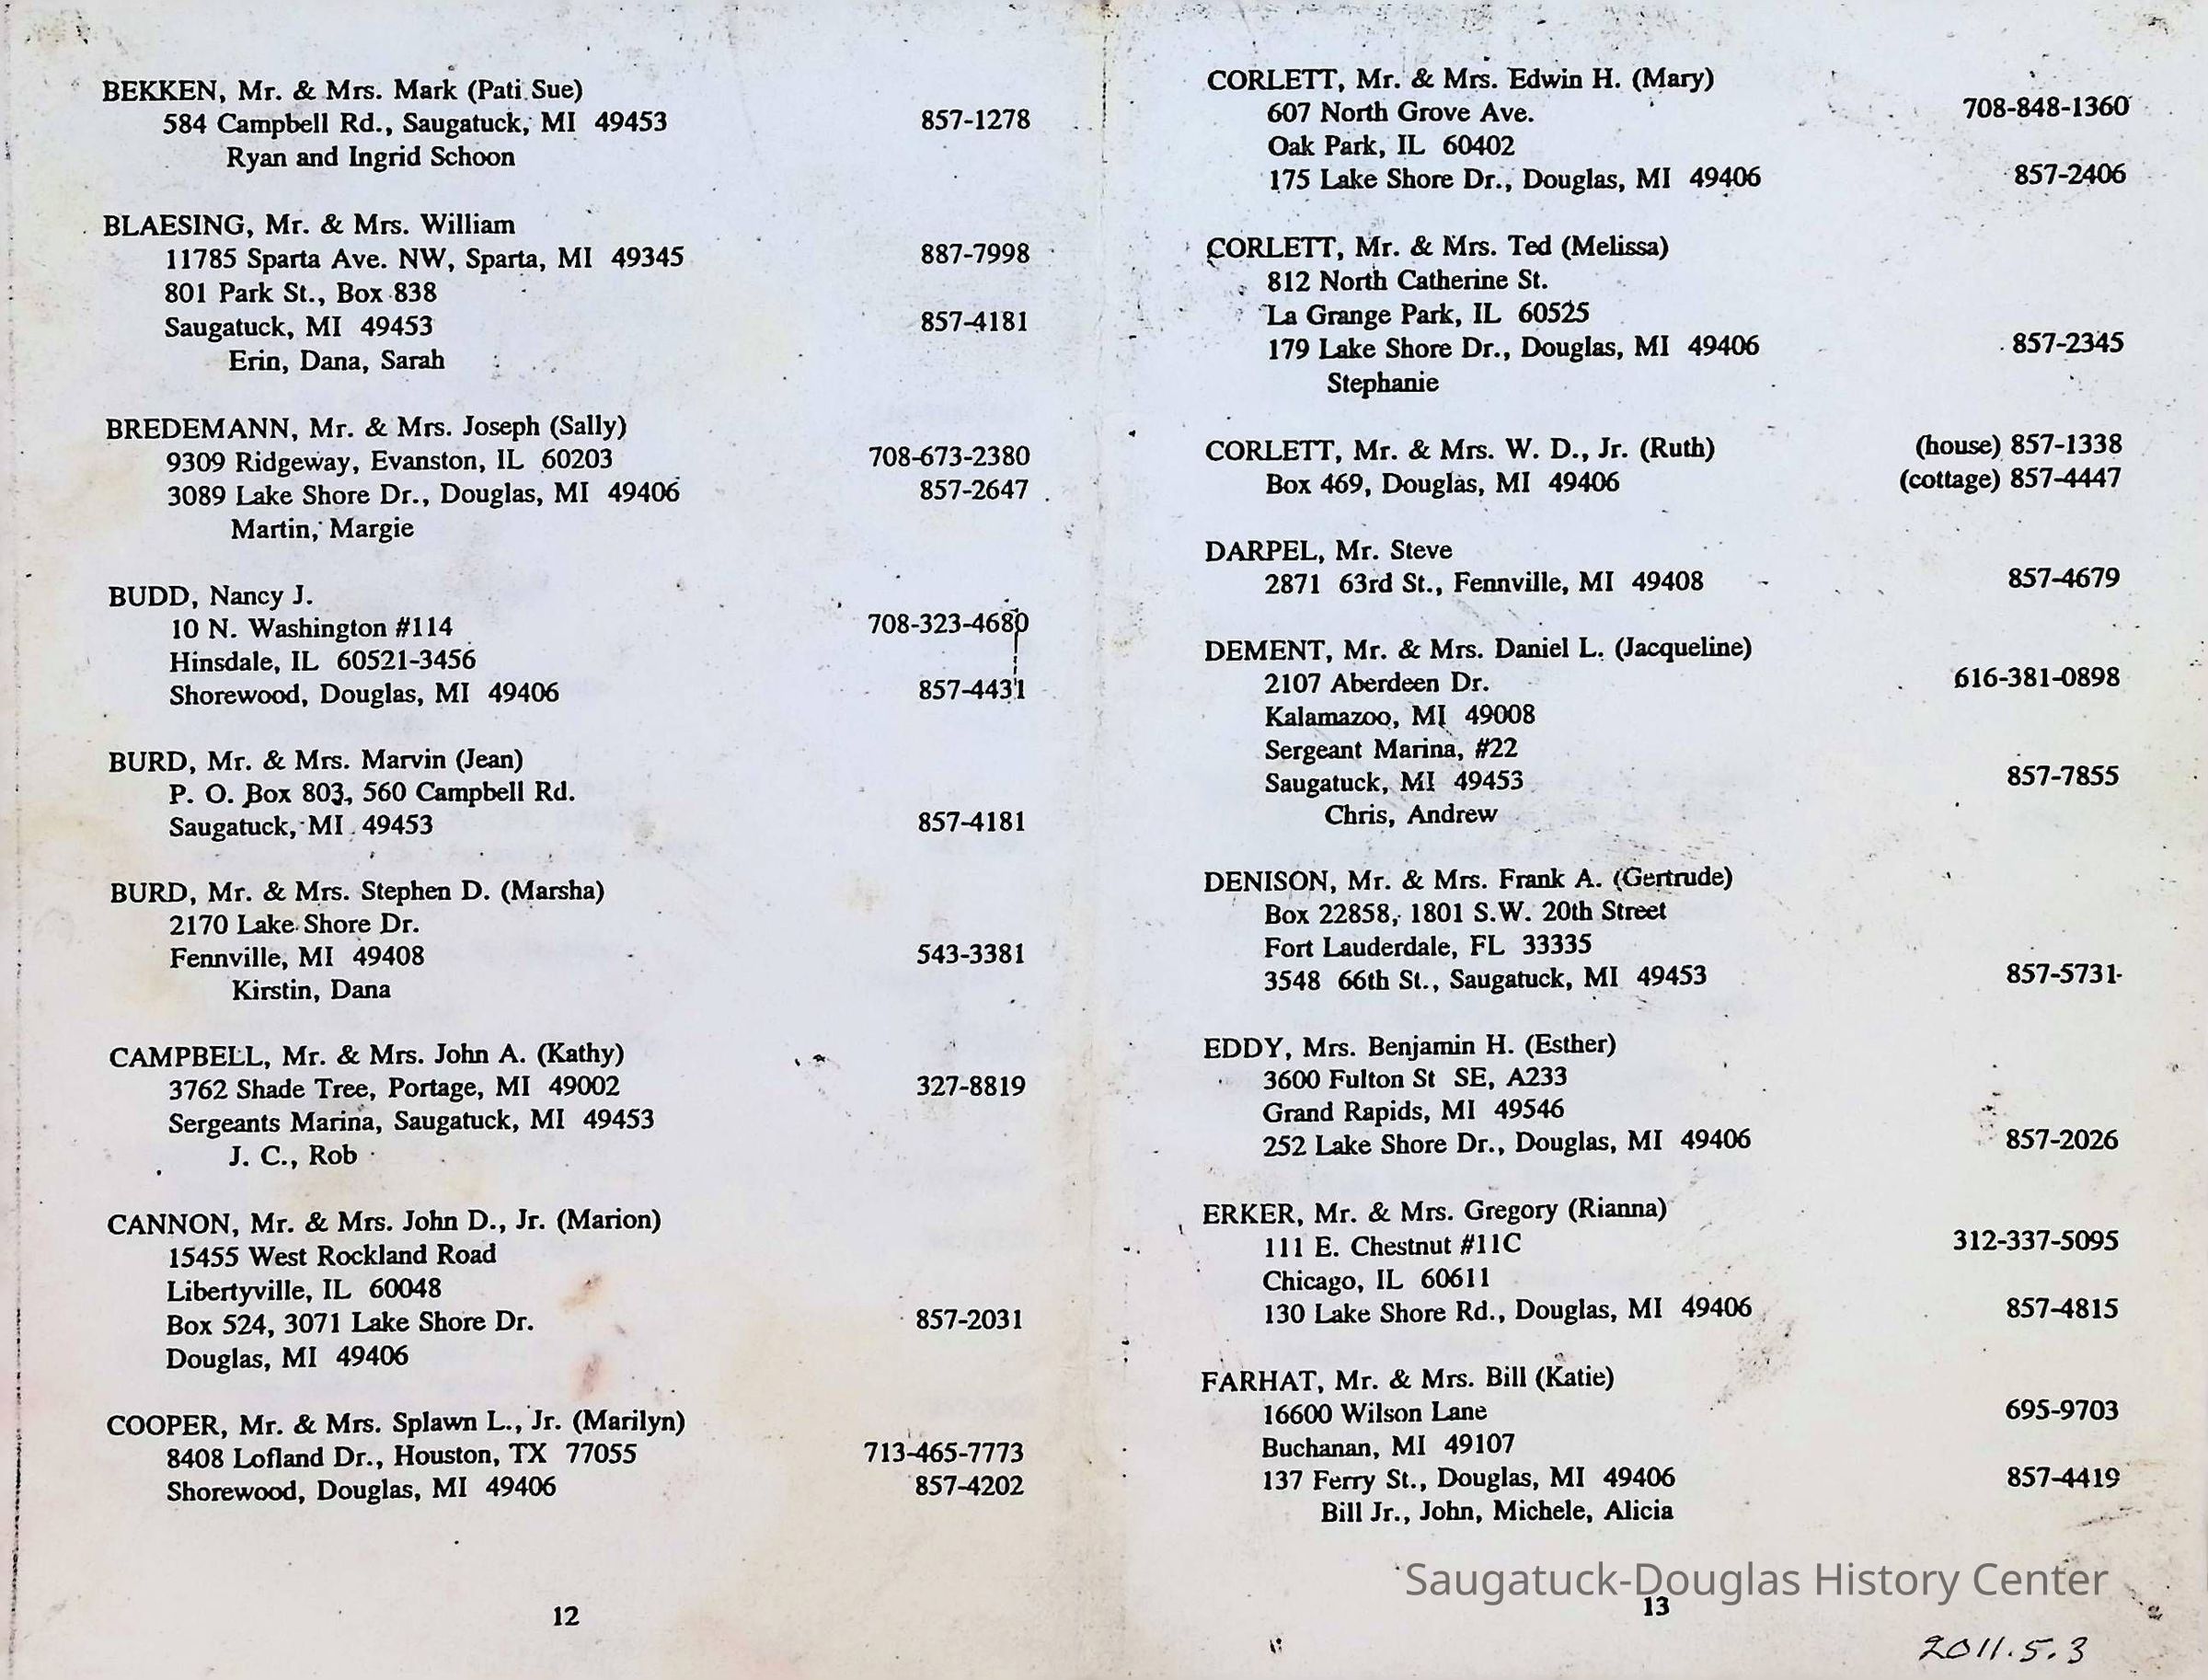 BEKKEN, Mr. & Mrs. Mark (Pati Sue)
584 Campbell Rd., Saugatuck, MI 49453 857-1278
Ryan and Ingrid Schoon
BLAESING, Mr. & Mrs. William
11785 Sparta Ave. NW, Sparta, MI 49345 887-7998
801 Park St., Box 838
Saugatuck, MI 49453 857-4181
Erin, Dana, Sarah
BREDEMANN, Mr. & Mrs. Joseph (Sally)
9309 Ridgeway, Evanston, IL 60203 708-673-2380
3089 Lake Shore Dr., Douglas, MI 49406 857-2647
Martin, Margie
BUDD, Nancy J.
10 N. Washington #114 708-323-4680
Hinsdale, IL 60521-3456
Shorewood, Douglas, MI 49406 857-4431
BURD, Mr. & Mrs. Marvin (Jean)
P. O. Box 803, 560 Campbell Rd.
Saugatuck, MI 49453 857-4181
BURD, Mr. & Mrs. Stephen D. (Marsha)
2170 Lake Shore Dr.
Fennville, MI 49408 543-3381
Kirstin, Dana
CAMPBELL, Mr. & Mrs. John A. (Kathy)
3762 Shade Tree, Portage, MI 49002 327-8819
Sergeants Marina, Saugatuck, MI 49453
J. C., Rob
CANNON, Mr. & Mrs. John D., Jr. (Marion)
15455 West Rockland Road
Libertyville, IL 60048
Box 524, 3071 Lake Shore Dr. 857-2031
Douglas, MI 49406
COOPER, Mr. & Mrs. Splawn L., Jr. (Marilyn)
8408 Lofland Dr., Houston, TX 77055 713-465-7773
Shorewood, Douglas, MI 49406 857-4202
12
CORLETT, Mr. & Mrs. Edwin H. (Mary)
607 North Grove Ave. 708-848-1360
Oak Park, IL 60402
175 Lake Shore Dr., Douglas, MI 49406 857-2406
CORLETT, Mr. & Mrs. Ted (Melissa)
812 North Catherine St.
La Grange Park, IL 60525
179 Lake Shore Dr., Douglas, MI 49406 857-2345
Stephanie
CORLETT, Mr. & Mrs. W. D., Jr. (Ruth) (house) 857-1338
Box 469, Douglas, MI 49406 (cottage) 857-4447
DARPEL, Mr. Steve
2871 63rd St., Fennville, MI 49408 857-4679
DEMENT, Mr. & Mrs. Daniel L. (Jacqueline)
2107 Aberdeen Dr. 616-381-0898
Kalamazoo, MI 49008
Sergeant Marina, #22
Saugatuck, MI 49453 857-7855
Chris, Andrew
DENISON, Mr. & Mrs. Frank A. (Gertrude)
Box 22858, 1801 S.W. 20th Street
Fort Lauderdale, FL 33335
3548 66th St., Saugatuck, MI 49453 857-5731
EDDY, Mrs. Benjamin H. (Esther)
3600 Fulton St SE, A233
Grand Rapids, MI 49546
252 Lake Shore Dr., Douglas, MI 49406 857-2026
ERKER, Mr. & Mrs. Gregory (Rianna)
111 E. Chestnut #11C 312-337-5095
Chicago, IL 60611
130 Lake Shore Rd., Douglas, MI 49406 857-4815
FARHAT, Mr. & Mrs. Bill (Katie)
16600 Wilson Lane 695-9703
Buchanan, MI 49107
137 Ferry St., Douglas, MI 49406 857-4419
Bill Jr., John, Michele, Alicia
Saugatuck-Douglas History Center
13
2011.5.3